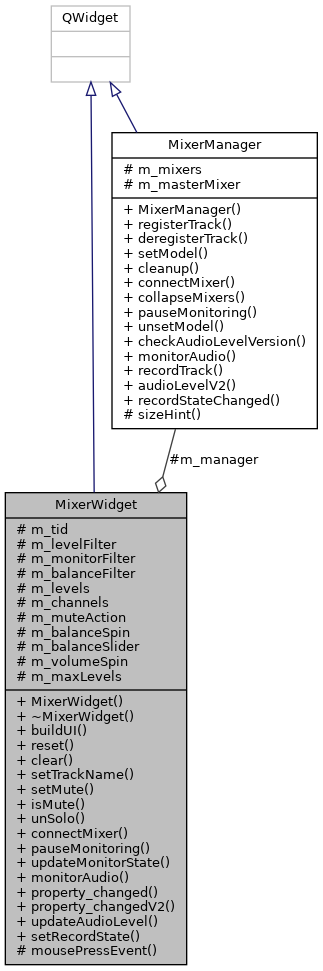 QWidget
MixerManager
# m_mixers
# m_masterMixer
+ MixerManager()
+ registerTrack()
+ deregisterTrack()
+ setModel()
+ cleanup()
+ connectMixer()
+ collapseMixers()
+ pauseMonitoring()
+ unsetModel()
+ checkAudioLevelVersion()
+ monitorAudio()
+ recordTrack()
+ audioLevelV2()
+ recordStateChanged()
# sizeHint()
#m_manager
MixerWidget
# m_tid
# m_levelFilter
# m_monitorFilter
# m_balanceFilter
# m_levels
# m_channels
# m_muteAction
# m_balanceSpin
# m_balanceSlider
# m_volumeSpin
# m_maxLevels
+ MixerWidget()
+ ~MixerWidget()
+ buildUI()
+ reset()
+ clear()
+ setTrackName()
+ setMute()
+ isMute()
+ unSolo()
+ connectMixer()
+ pauseMonitoring()
+ updateMonitorState()
+ monitorAudio()
+ property_changed()
+ property_changedV2()
+ updateAudioLevel()
+ setRecordState()
# mousePressEvent()